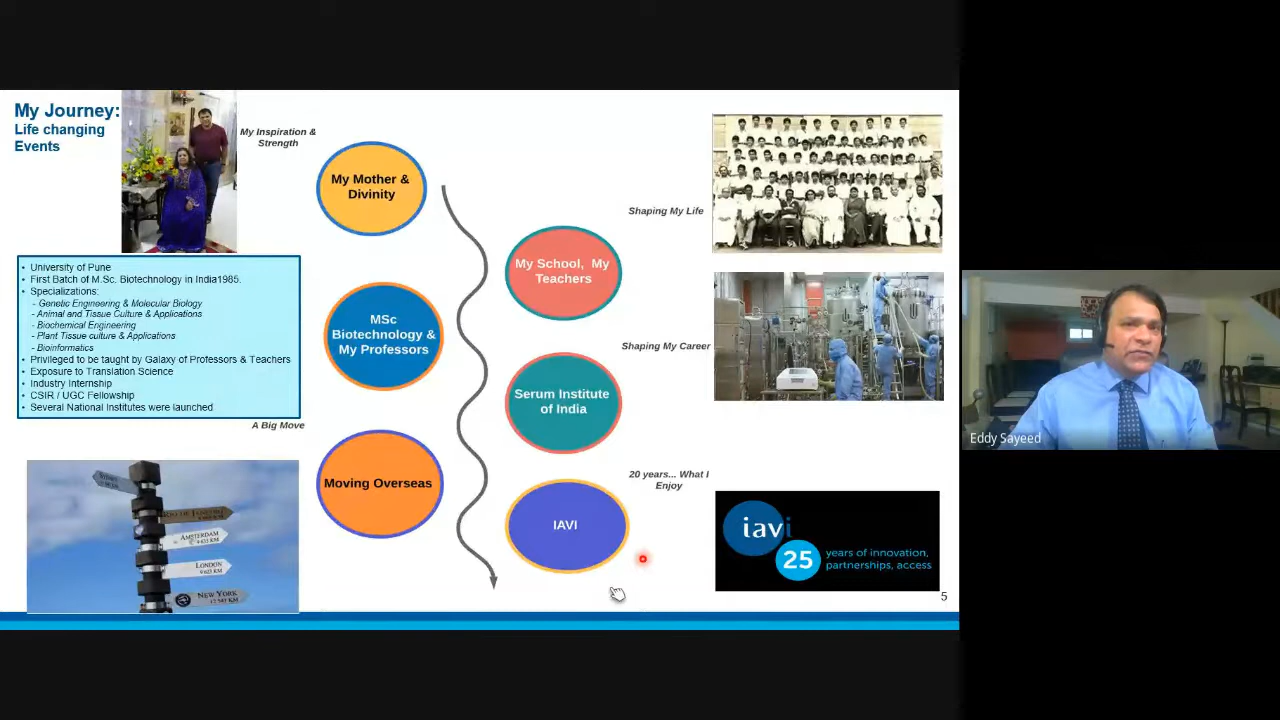 My Journey:
Life changing
Events
My Inspiration &
Strength
My Mother &
Divinity
Shaping My Life
My School, My
Teachers
• University of Pune
• First Batch of M.Sc. Biotechnology in India1985.
• Specializations:
- Genetic Engineering & Molecular Biology
- Animal and Tissue Culture & Applications
- Biochemical Engineering
- Plant Tissue culture & Applications
- Bioinformatics
• Privileged to be taught by Galaxy of Professors & Teachers
• Exposure to Translation Science
• Industry Internship
• CSIR / UGC Fellowship
• Several National Institutes were launched
MSc
Biotechnology &
My Professors
Shaping My Career
Serum Institute
of India
A Big Move
Moving Overseas
SYDNEY
RIO DE JANEIRO
AMSTERDAM
LONDON
NEW YORK
20 years... What I
Enjoy
IAVI
iavi
25
years of innovation,
partnerships, access
5
Eddy Sayeed